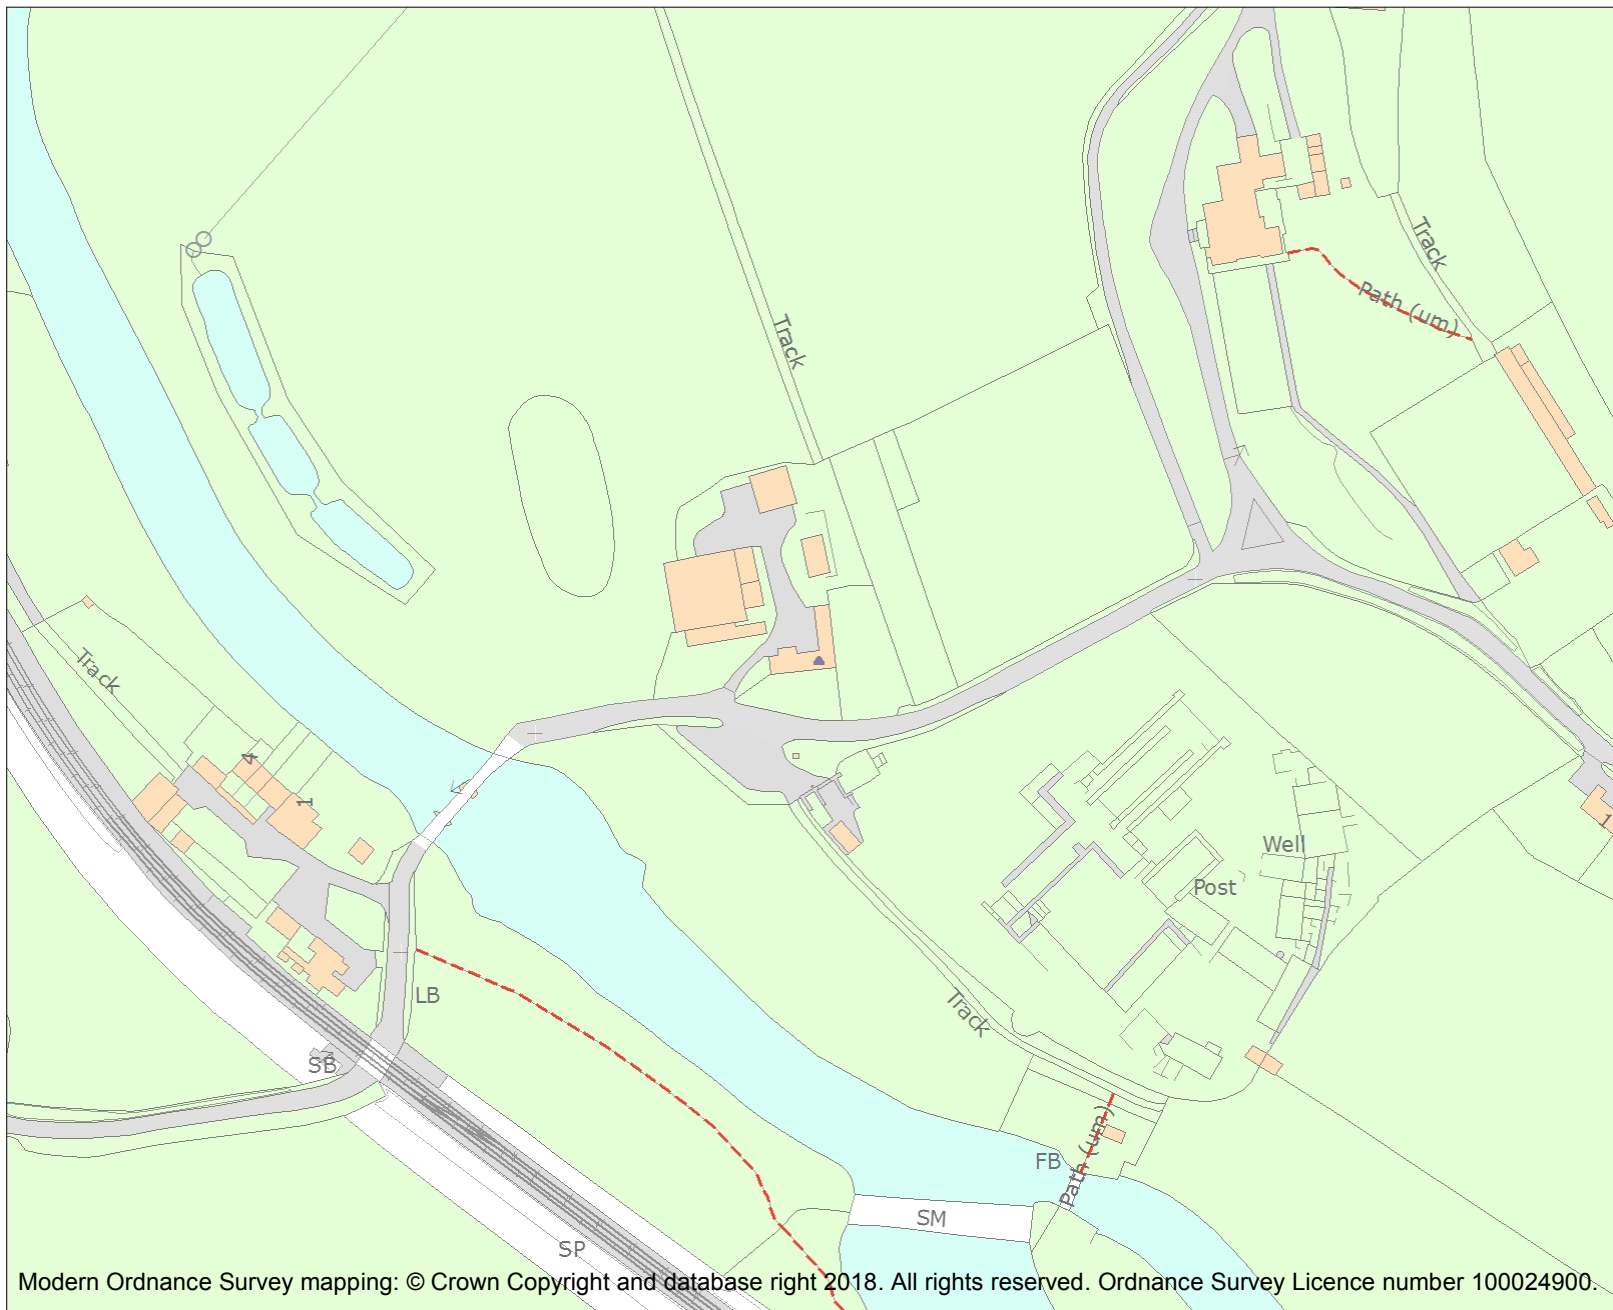 Track
Path (um)
Track
Track
4
1
1
Well
Post
LB
Track
SB
Path (um)
FB
SM
SP
Modern Ordnance Survey mapping: © Crown Copyright and database right 2018. All rights reserved. Ordnance Survey Licence number 100024900.